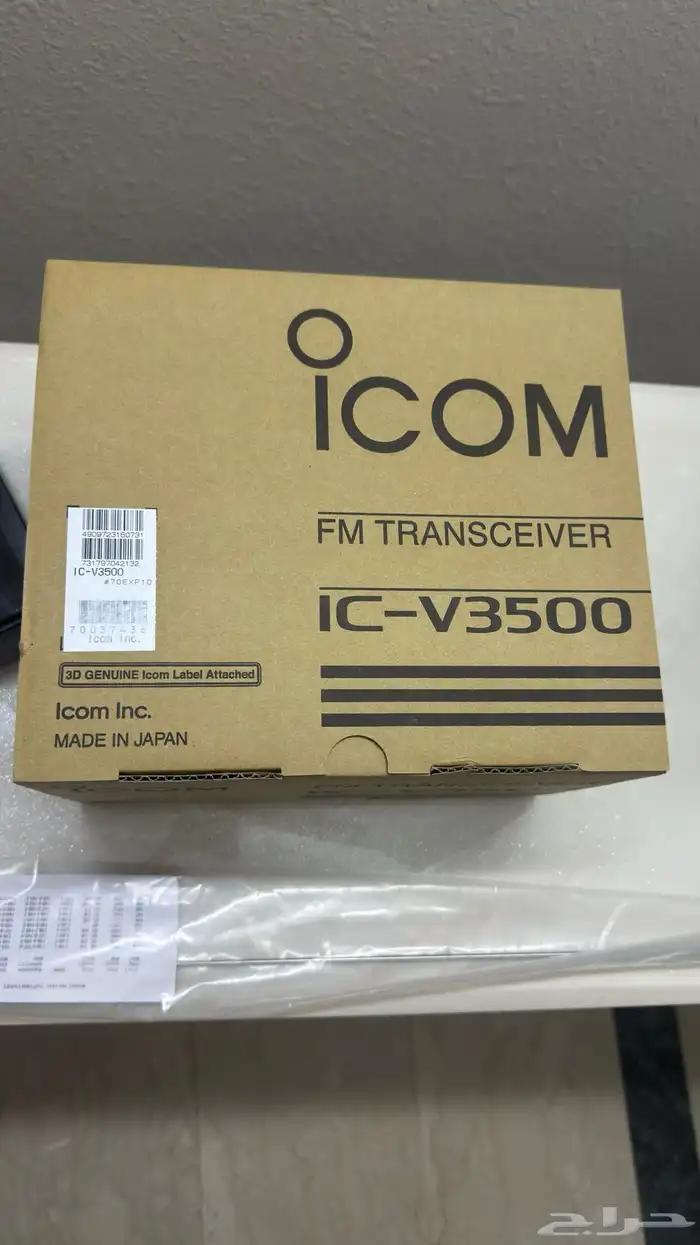 ICOM
FM TRANSCEIVER
IC-V3500
4909723160731
731797042132
IC-V3500
#70EXP10
70037436
Icom Inc.
3D GENUINE Icom Label Attached
Icom Inc.
MADE IN JAPAN
حراج